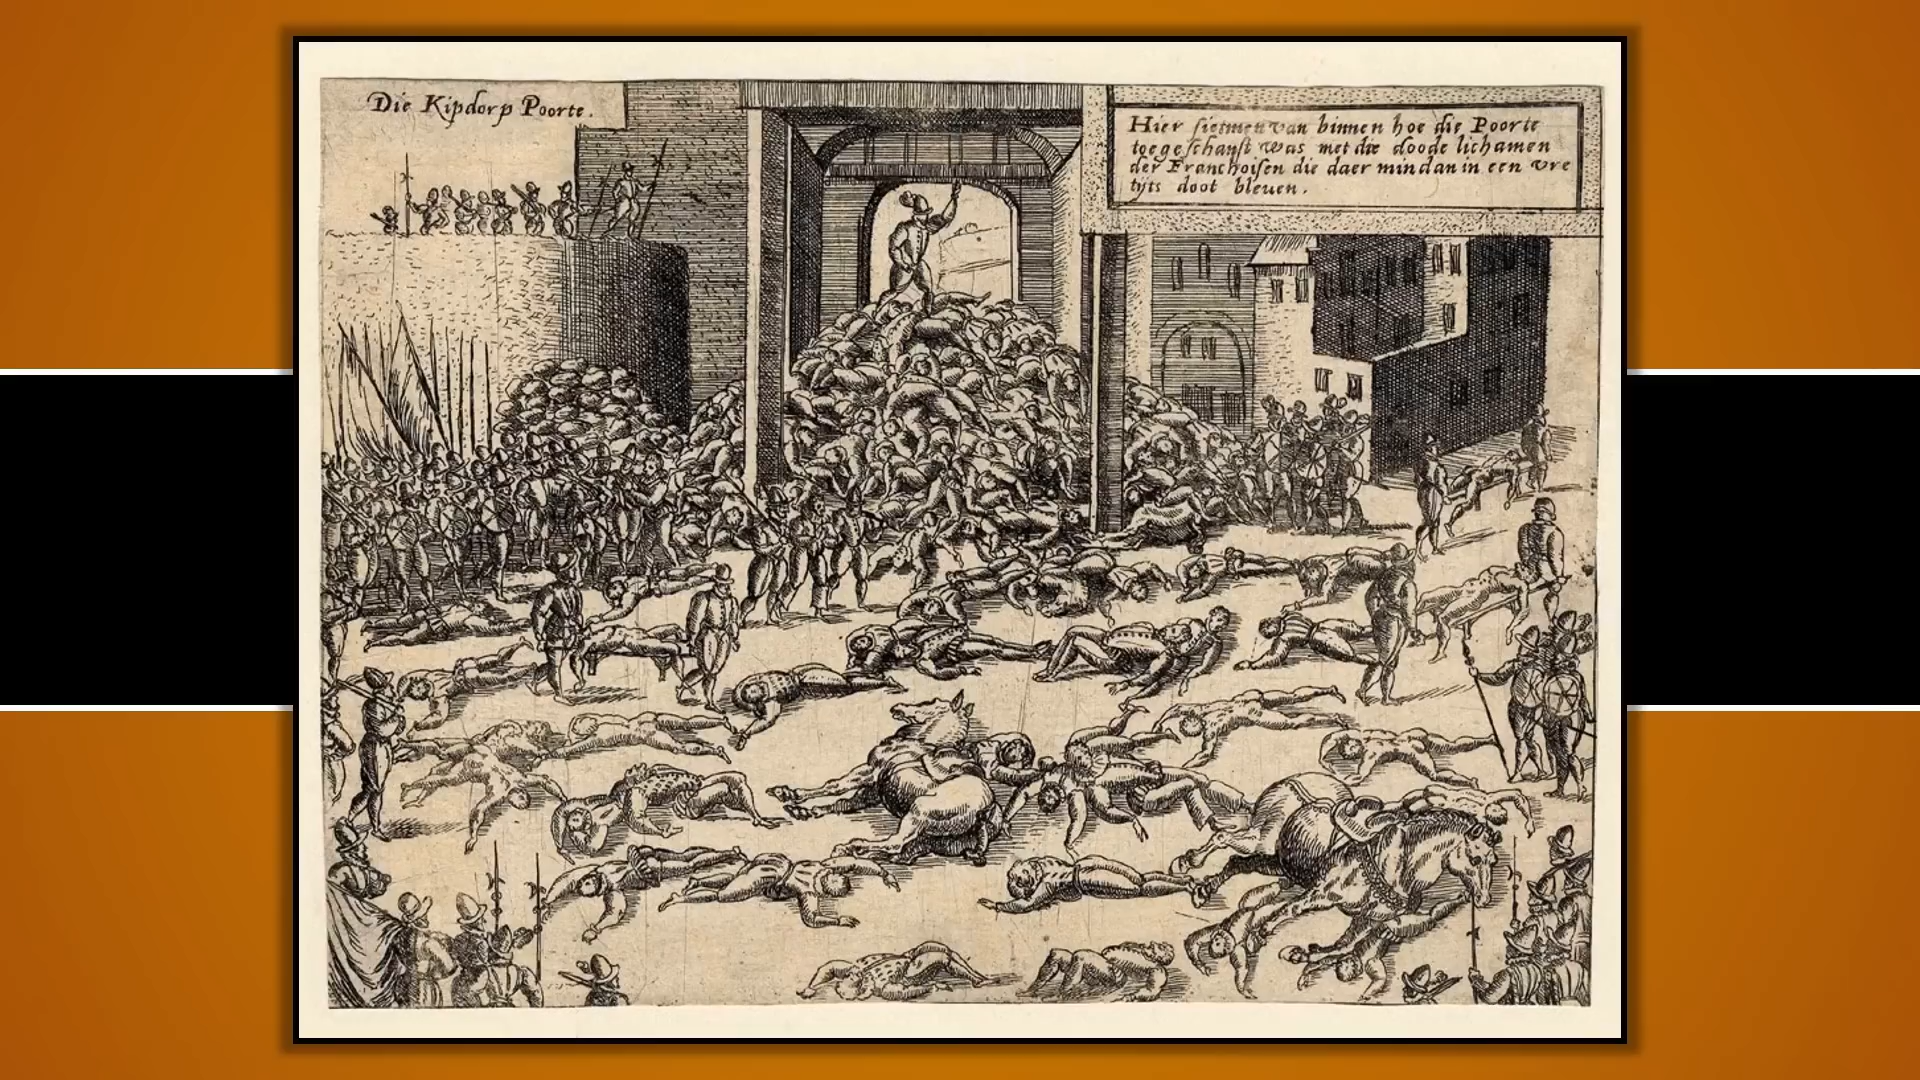 Die Kipdorp Poorte.
Hier sietmen van binnen hoe die Poorte
toegeschanst was met die doode lichamen
der Franchoisen die daer min dan in een vre
tijts doot bleuen.